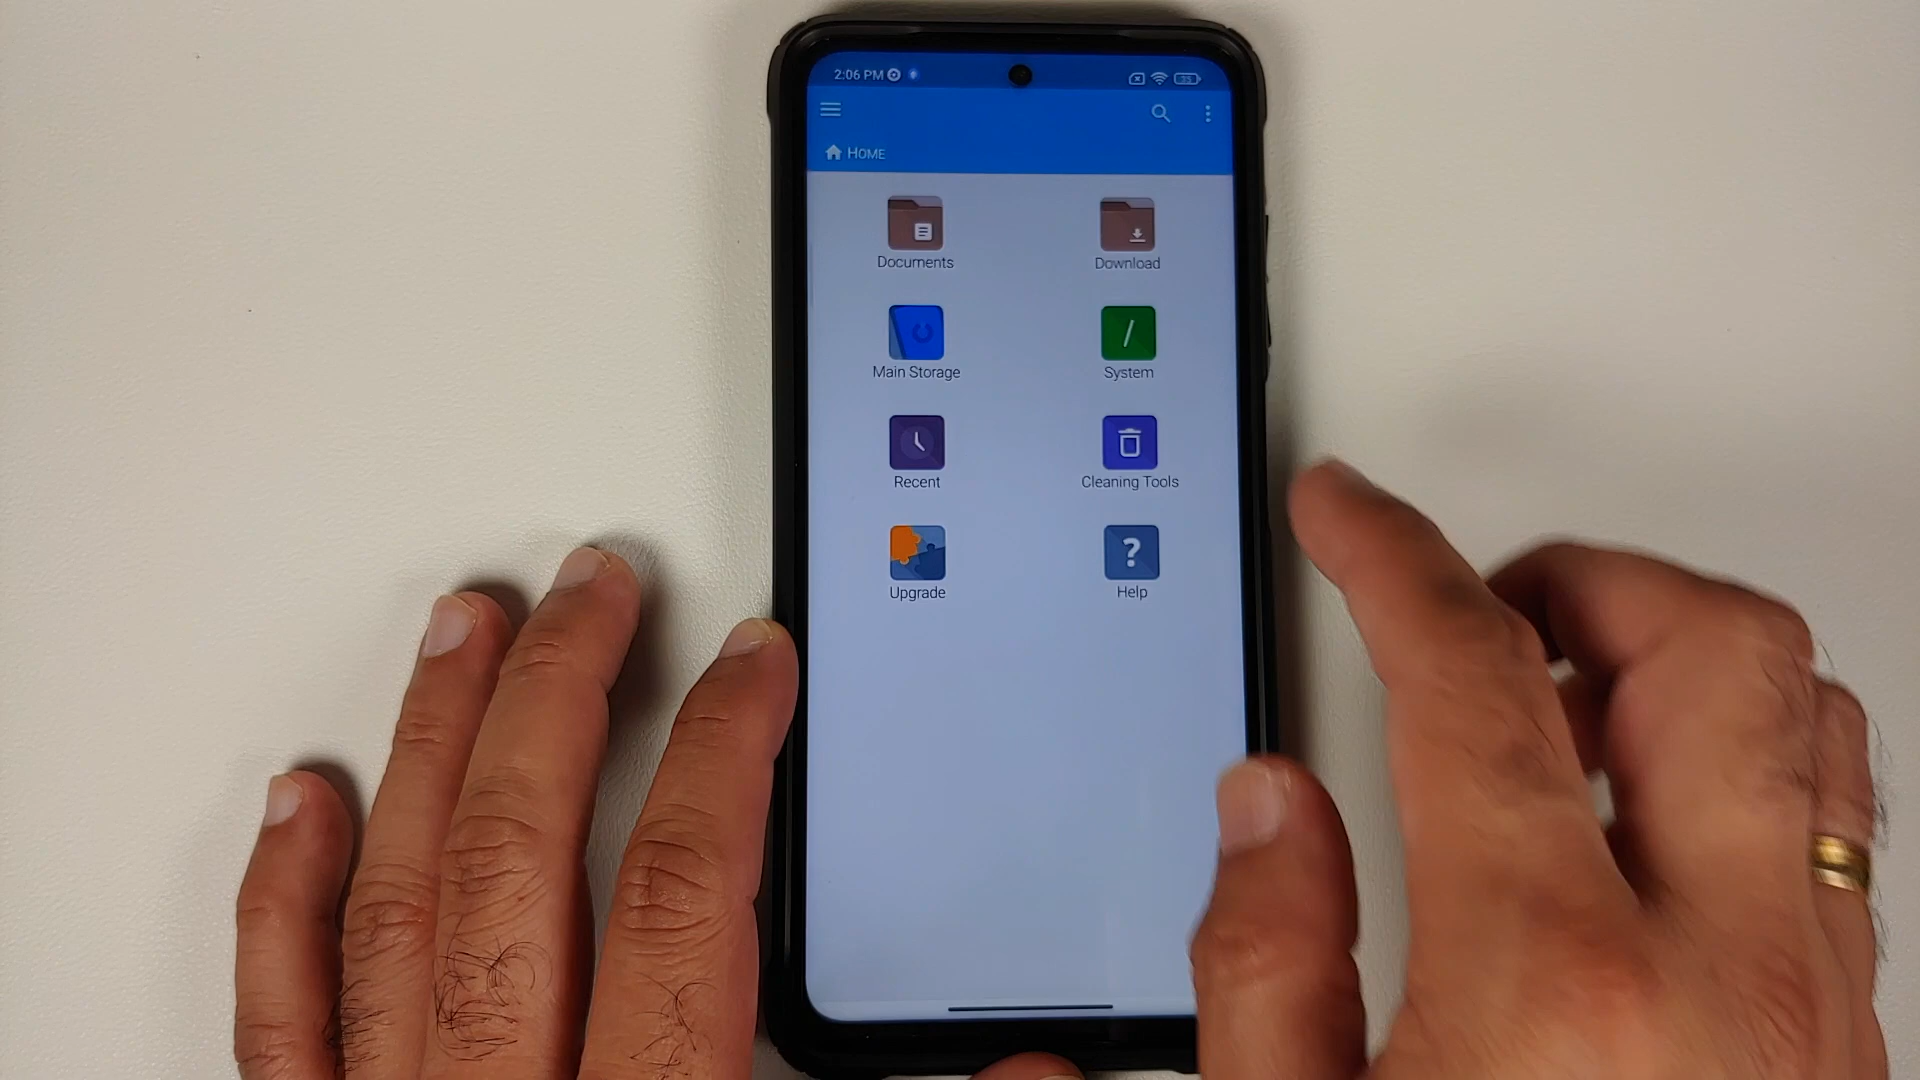 2:06 PM
HOME
Documents Download
Main Storage System
/
Recent Cleaning Tools
?
Upgrade Help